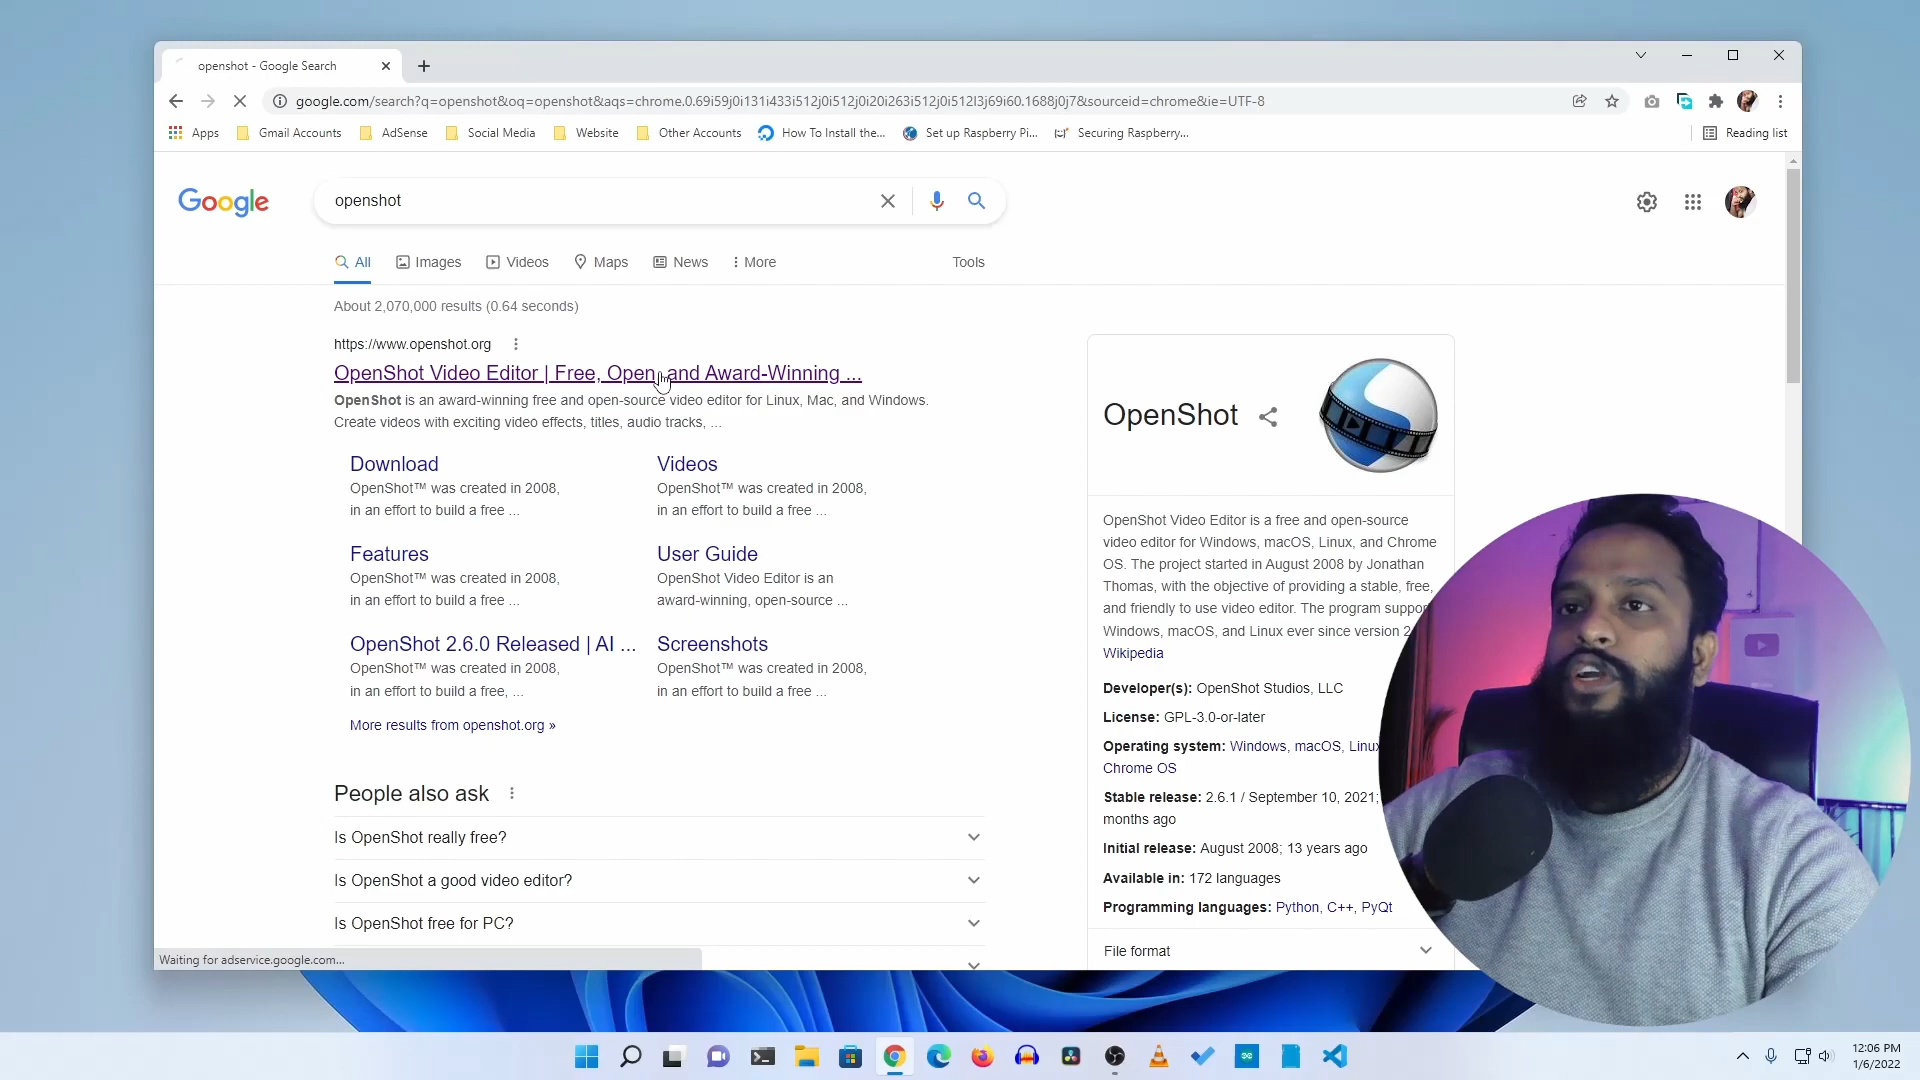 openshot - Google Search
google.com/search?q=openshot&oq=openshot&aqs=chrome.0.69i59j0i131i433i512j0i512j0i20i263i512j0i512l3j69i60.1688j0j7&sourceid=chrome&ie=UTF-8
Apps Gmail Accounts AdSense Social Media Website Other Accounts How To Install the... Set up Raspberry Pi... Securing Raspberry... Reading list
Google openshot
All Images Videos Maps News More Tools
About 2,070,000 results (0.64 seconds)
https://www.openshot.org
OpenShot Video Editor | Free, Open, and Award-Winning ...
OpenShot is an award-winning free and open-source video editor for Linux, Mac, and Windows.
Create videos with exciting video effects, titles, audio tracks, ...
Download
OpenShot™ was created in 2008,
in an effort to build a free ...
Videos
OpenShot™ was created in 2008,
in an effort to build a free ...
Features
OpenShot™ was created in 2008,
in an effort to build a free ...
User Guide
OpenShot Video Editor is an
award-winning, open-source ...
OpenShot 2.6.0 Released | AI ...
OpenShot™ was created in 2008,
in an effort to build a free, ...
Screenshots
OpenShot™ was created in 2008,
in an effort to build a free ...
More results from openshot.org »
People also ask
Is OpenShot really free?
Is OpenShot a good video editor?
Is OpenShot free for PC?
Waiting for adservice.google.com...
OpenShot
OpenShot Video Editor is a free and open-source
video editor for Windows, macOS, Linux, and Chrome
OS. The project started in August 2008 by Jonathan
Thomas, with the objective of providing a stable, free,
and friendly to use video editor. The program suppor
Windows, macOS, and Linux ever since version 2
Wikipedia
Developer(s): OpenShot Studios, LLC
License: GPL-3.0-or-later
Operating system: Windows, macOS, Linux
Chrome OS
Stable release: 2.6.1 / September 10, 2021;
months ago
Initial release: August 2008; 13 years ago
Available in: 172 languages
Programming languages: Python, C++, PyQt
File format
12:06 PM
1/6/2022